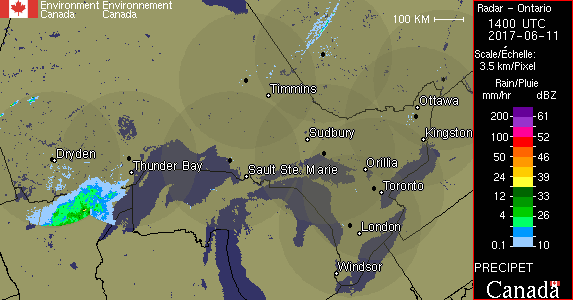 Environment Environnement
Canada Canada
100 KM
Timmins
Ottawa
Sudbury
Kingston
Dryden
Thunder Bay
Sault Ste. Marie
Orillia
Toronto
London
Windsor
Radar - Ontario
1400 UTC
2017-06-11
Scale/Échelle:
3.5 km/Pixel
Rain/Pluie
mm/hr dBZ
200 61
100 52
50 46
24 39
12 33
4 26
0.1 10
PRECIPET
Canada